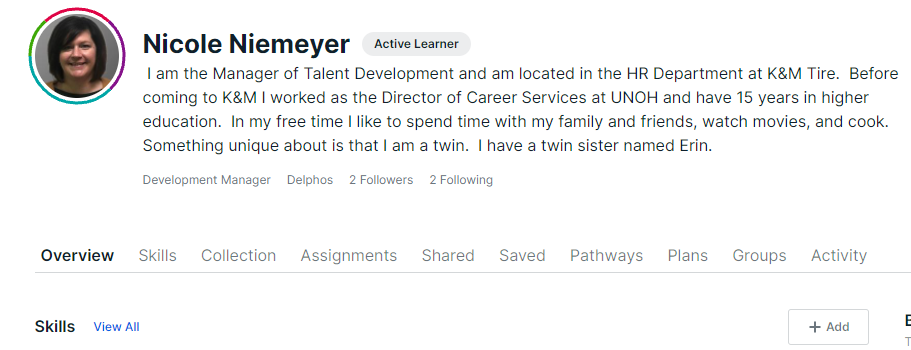 Nicole Niemeyer Active Learner
I am the Manager of Talent Development and am located in the HR Department at K&M Tire.  Before
coming to K&M I worked as the Director of Career Services at UNOH and have 15 years in higher
education.  In my free time I like to spend time with my family and friends, watch movies, and cook.
Something unique about is that I am a twin.  I have a twin sister named Erin.
Development Manager Delphos 2 Followers 2 Following
Overview Skills Collection Assignments Shared Saved Pathways Plans Groups Activity
Skills View All + Add